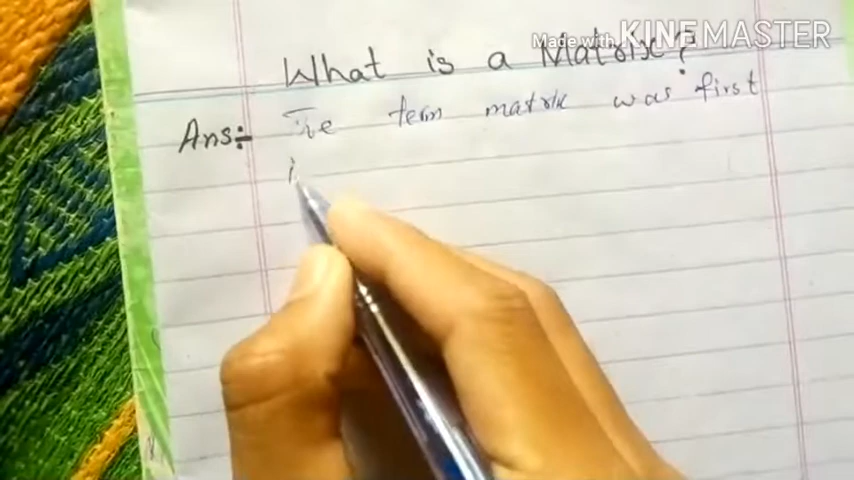 Made with KINEMASTER
What is a Matrix?
Ans:- The term matrix was first
i